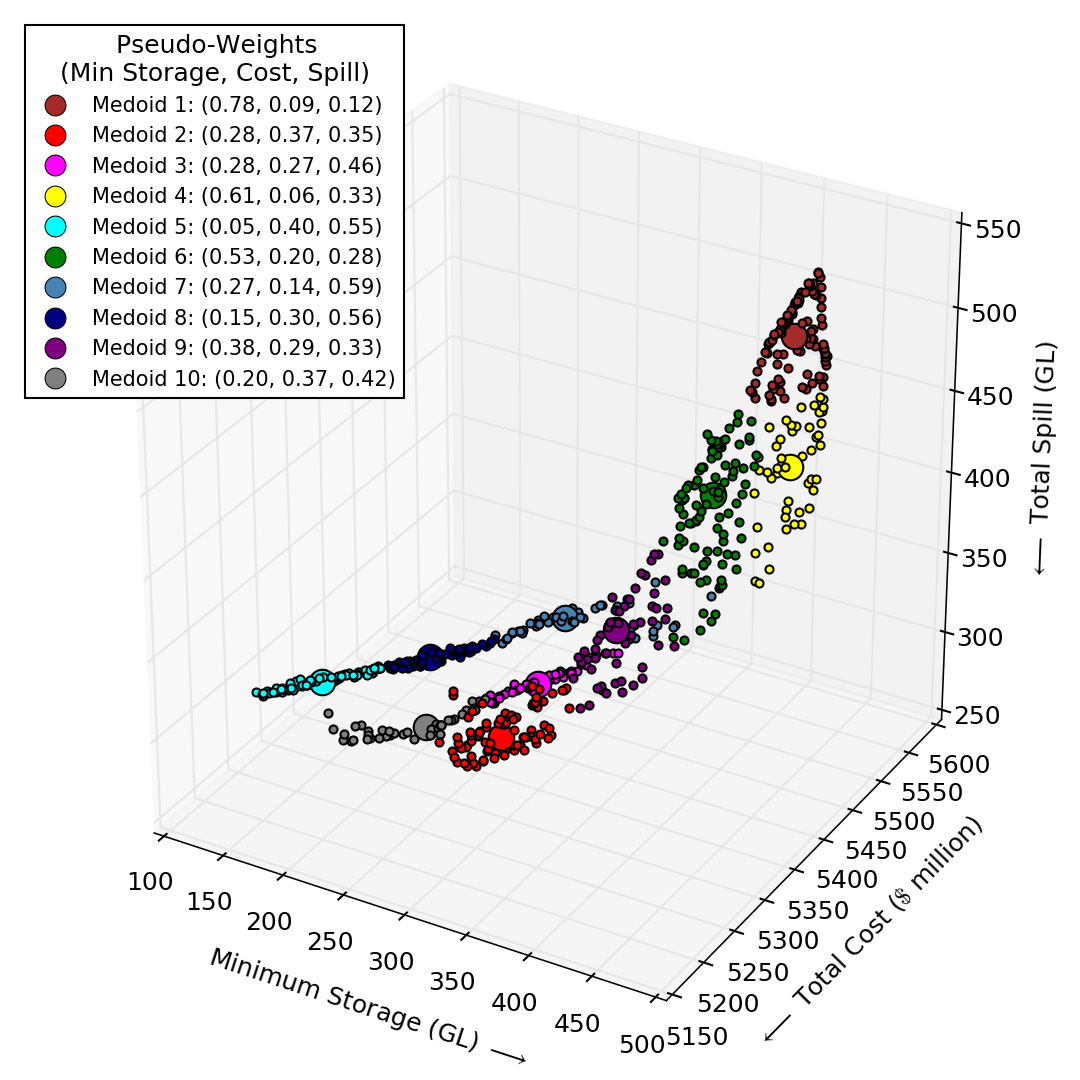 Pseudo-Weights
(Min Storage, Cost, Spill)
Medoid 1: (0.78, 0.09, 0.12)
Medoid 2: (0.28, 0.37, 0.35)
Medoid 3: (0.28, 0.27, 0.46)
Medoid 4: (0.61, 0.06, 0.33)
Medoid 5: (0.05, 0.40, 0.55)
Medoid 6: (0.53, 0.20, 0.28)
Medoid 7: (0.27, 0.14, 0.59)
Medoid 8: (0.15, 0.30, 0.56)
Medoid 9: (0.38, 0.29, 0.33)
Medoid 10: (0.20, 0.37, 0.42)
550
500
450
400
350
300
250
← Total Spill (GL)
5600
5550
5500
5450
5400
5350
5300
5250
5200
5150
← Total Cost ($ million)
100
150
200
250
300
350
400
450
500
Minimum Storage (GL) →